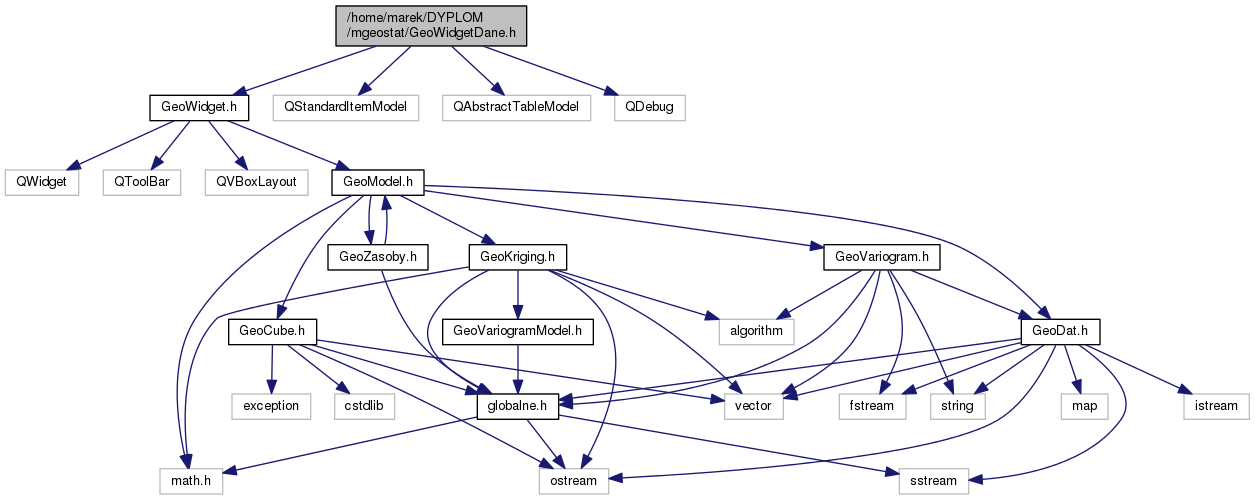 /home/marek/DYPLOM
/mgeostat/GeoWidgetDane.h
GeoWidget.h
QStandardItemModel
QAbstractTableModel
QDebug
QWidget
QToolBar
QVBoxLayout
GeoModel.h
GeoZasoby.h
GeoKriging.h
GeoVariogram.h
GeoCube.h
GeoVariogramModel.h
algorithm
GeoDat.h
exception
cstdlib
globalne.h
vector
fstream
string
map
istream
math.h
ostream
sstream